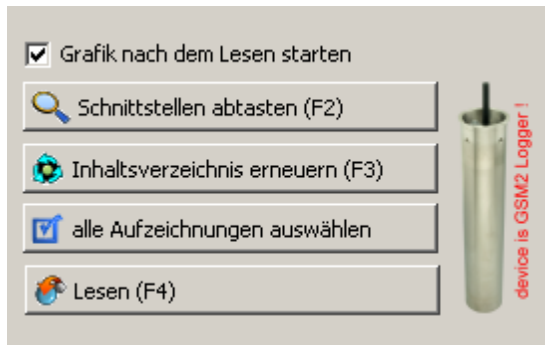 Grafik nach dem Lesen starten
Schnittstellen abtasten (F2)
Inhaltsverzeichnis erneuern (F3)
alle Aufzeichnungen auswählen
Lesen (F4)
device is GSM2 Logger !